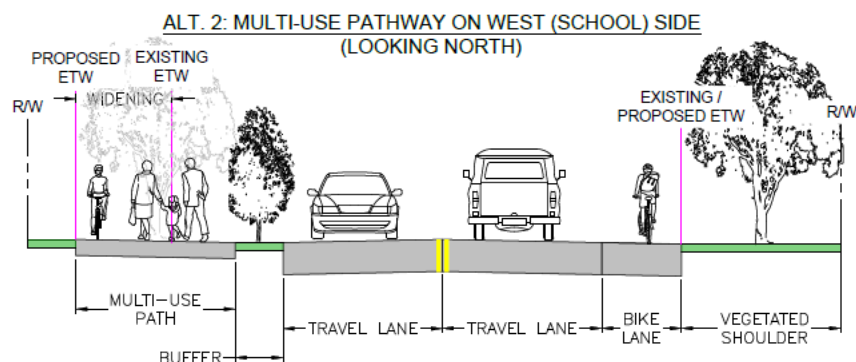 ALT. 2: MULTI-USE PATHWAY ON WEST (SCHOOL) SIDE
(LOOKING NORTH)
PROPOSED
ETW
EXISTING
ETW
WIDENING
R/W
EXISTING /
PROPOSED ETW
R/W
MULTI-USE
PATH
BUFFER
TRAVEL LANE
TRAVEL LANE
BIKE
LANE
VEGETATED
SHOULDER